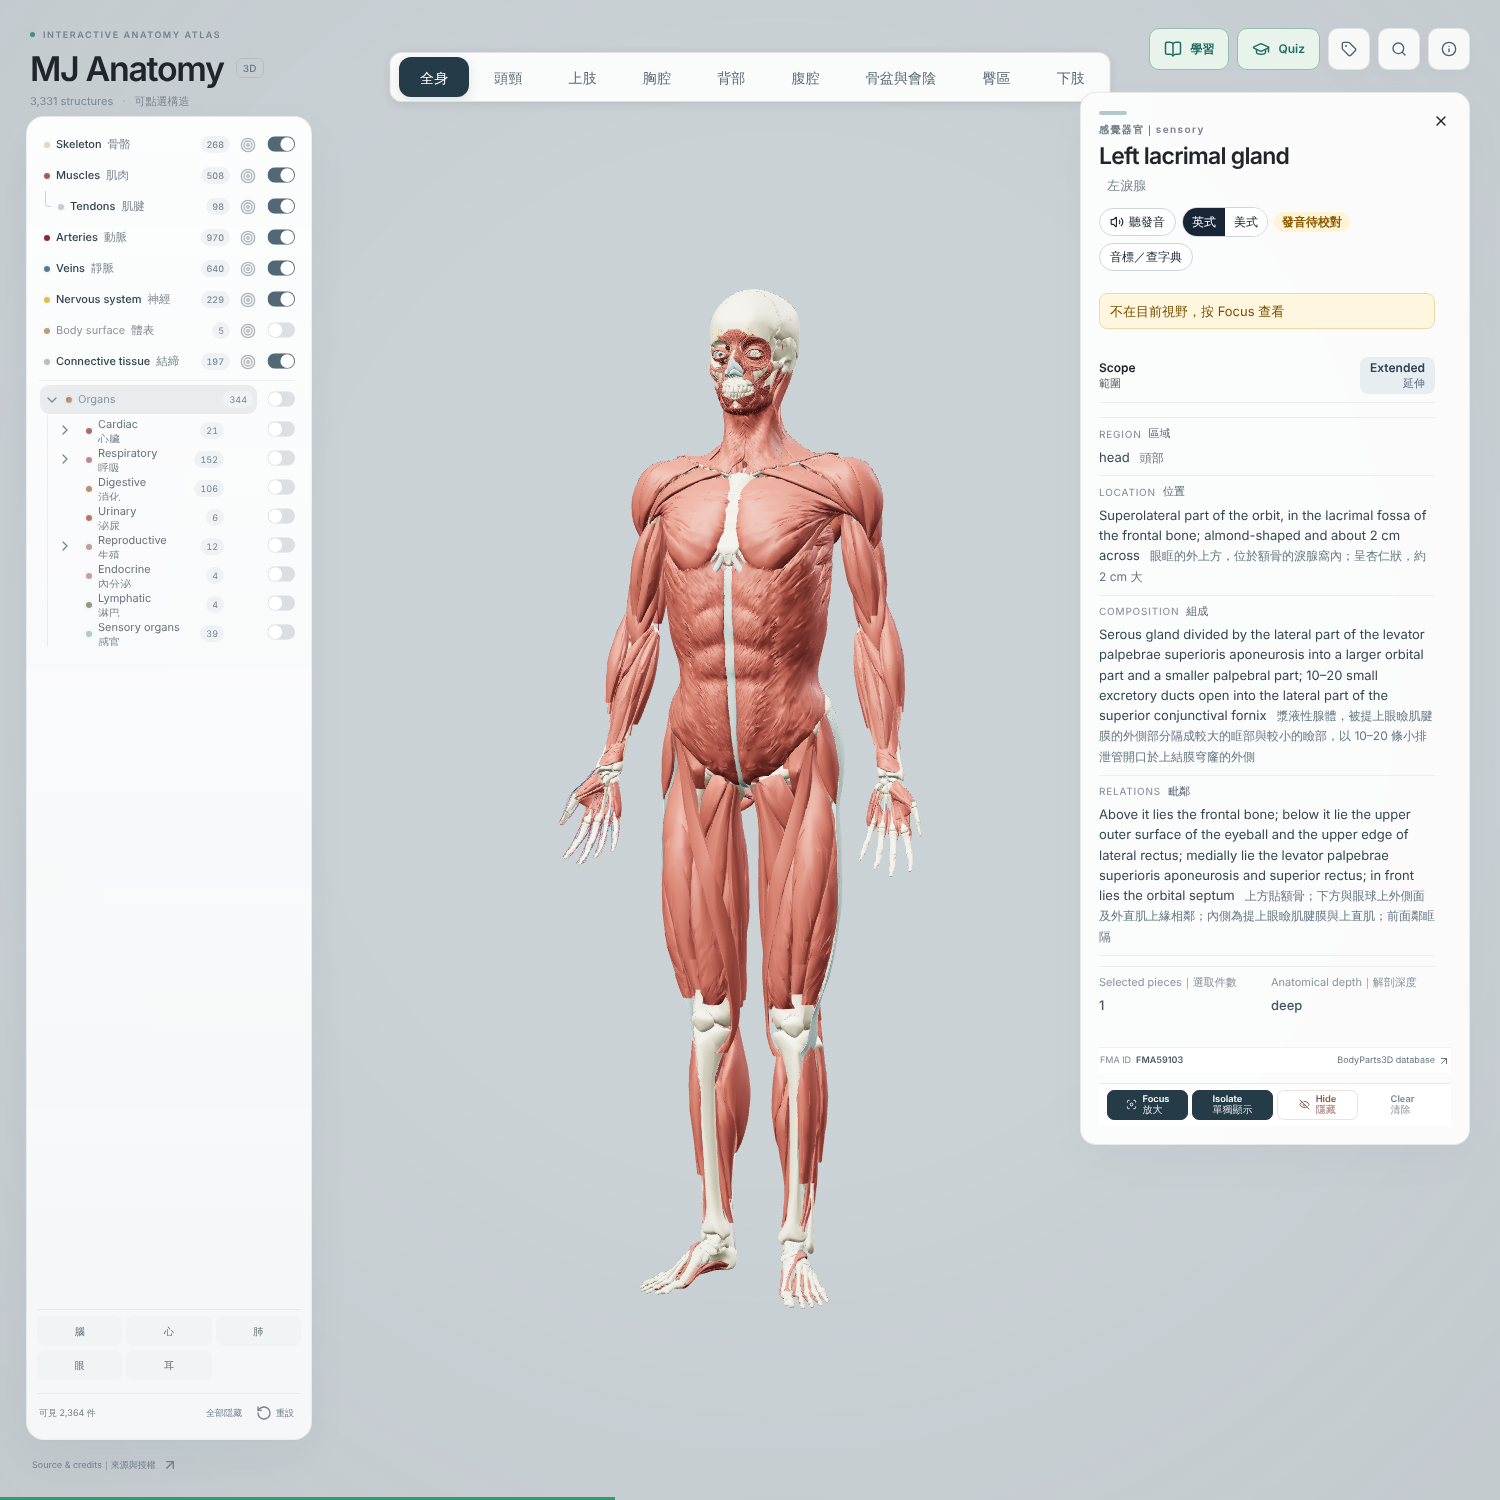 INTERACTIVE ANATOMY ATLAS
MJ Anatomy 3D
3,331 structures · 可點選構造
全身 頭頸 上肢 胸腔 背部 腹腔 骨盆與會陰 臀區 下肢
學習 Quiz
Skeleton 骨骼 268
Muscles 肌肉 508
Tendons 肌腱 98
Arteries 動脈 970
Veins 靜脈 640
Nervous system 神經 229
Body surface 體表 5
Connective tissue 結締 197
Organs 344
Cardiac 21
心臟
Respiratory 152
呼吸
Digestive 106
消化
Urinary 6
泌尿
Reproductive 12
生殖
Endocrine 4
內分泌
Lymphatic 4
淋巴
Sensory organs 39
感官
腦 心 肺
眼 耳
可見 2,364 件 全部隱藏 重設
Source & credits | 來源與授權
感覺器官 | sensory
Left lacrimal gland
左淚腺
聽發音 英式 美式 發音待校對
音標／查字典
不在目前視野，按 Focus 查看
Scope Extended
範圍 延伸
REGION 區域
head 頭部
LOCATION 位置
Superolateral part of the orbit, in the lacrimal fossa of
the frontal bone; almond-shaped and about 2 cm
across 眼眶的外上方，位於額骨的淚腺窩內；呈杏仁狀，約
2 cm 大
COMPOSITION 組成
Serous gland divided by the lateral part of the levator
palpebrae superioris aponeurosis into a larger orbital
part and a smaller palpebral part; 10–20 small
excretory ducts open into the lateral part of the
superior conjunctival fornix 漿液性腺體，被提上眼瞼肌腱
膜的外側部分隔成較大的眶部與較小的瞼部，以 10–20 條小排
泄管開口於上結膜穹窿的外側
RELATIONS 毗鄰
Above it lies the frontal bone; below it lie the upper
outer surface of the eyeball and the upper edge of
lateral rectus; medially lie the levator palpebrae
superioris aponeurosis and superior rectus; in front
lies the orbital septum 上方貼額骨；下方與眼球上外側面
及外直肌上緣相鄰；內側為提上眼瞼肌腱膜與上直肌；前面鄰眶
隔
Selected pieces | 選取件數 Anatomical depth | 解剖深度
1 deep
FMA ID FMA59103 BodyParts3D database
Focus Isolate Hide Clear
放大 單獨顯示 隱藏 清除